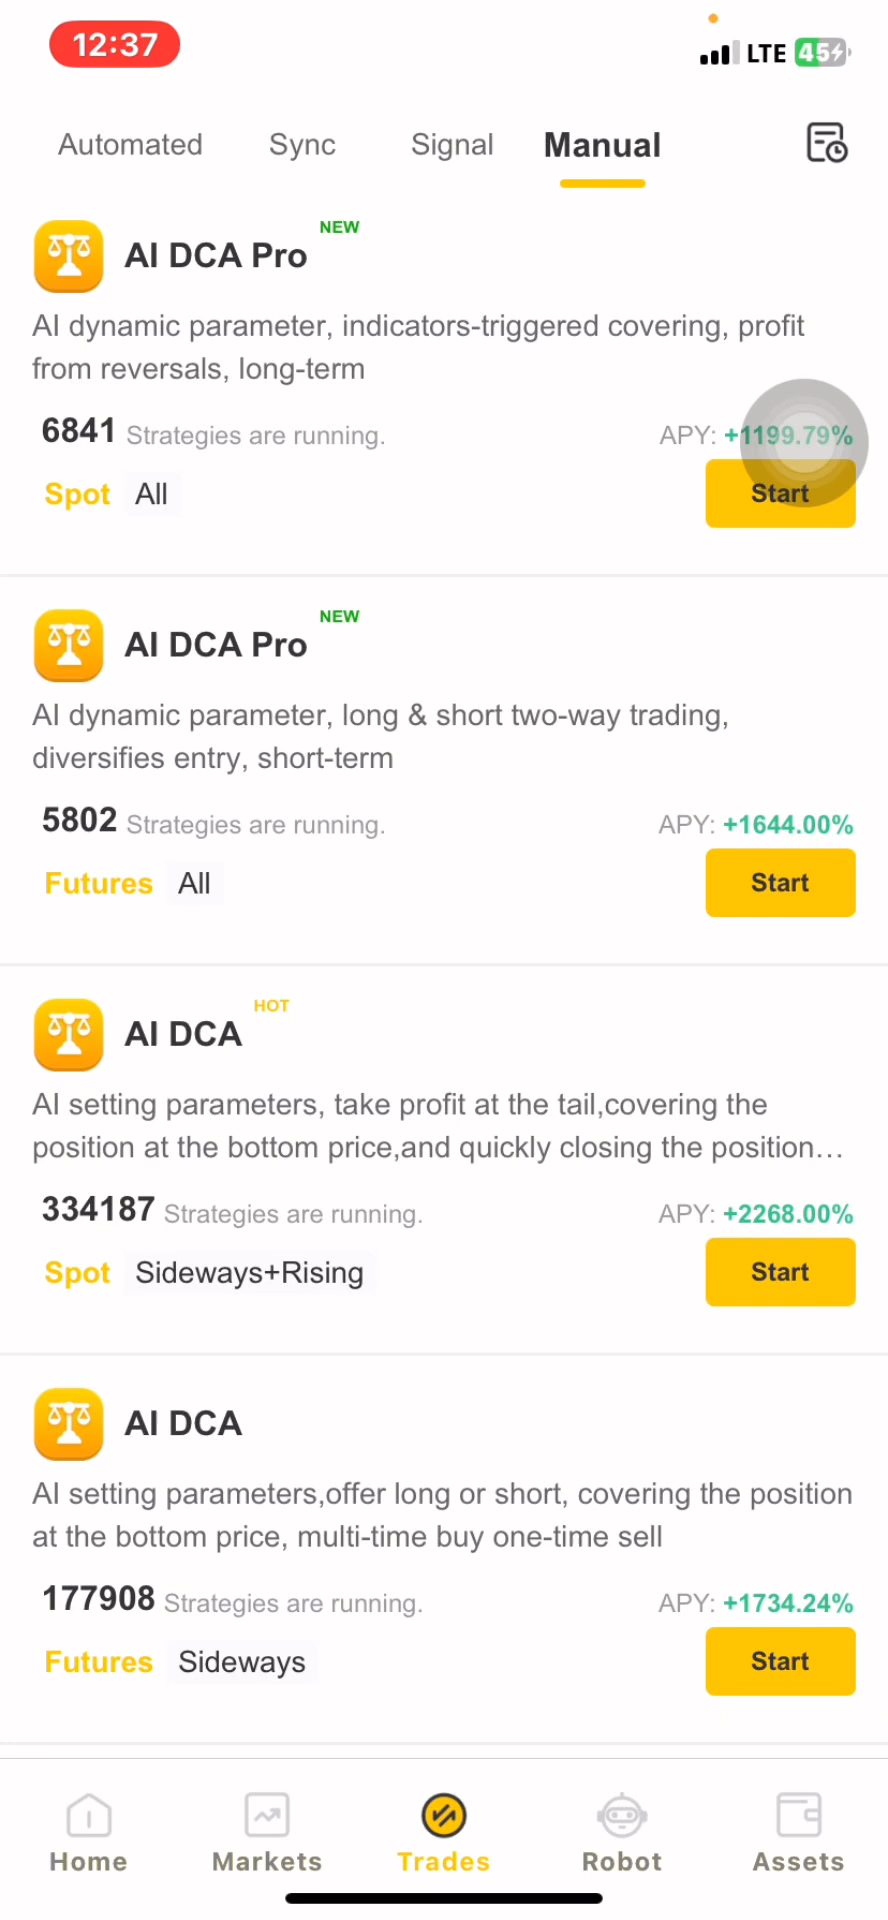 12:37
LTE 45
Automated Sync Signal Manual
AI DCA Pro NEW
AI dynamic parameter, indicators-triggered covering, profit
from reversals, long-term
6841 Strategies are running. APY: +1199.79%
Spot All Start
AI DCA Pro NEW
AI dynamic parameter, long & short two-way trading,
diversifies entry, short-term
5802 Strategies are running. APY: +1644.00%
Futures All Start
AI DCA HOT
AI setting parameters, take profit at the tail,covering the
position at the bottom price,and quickly closing the position...
334187 Strategies are running. APY: +2268.00%
Spot Sideways+Rising Start
AI DCA
AI setting parameters,offer long or short, covering the position
at the bottom price, multi-time buy one-time sell
177908 Strategies are running. APY: +1734.24%
Futures Sideways Start
Home Markets Trades Robot Assets